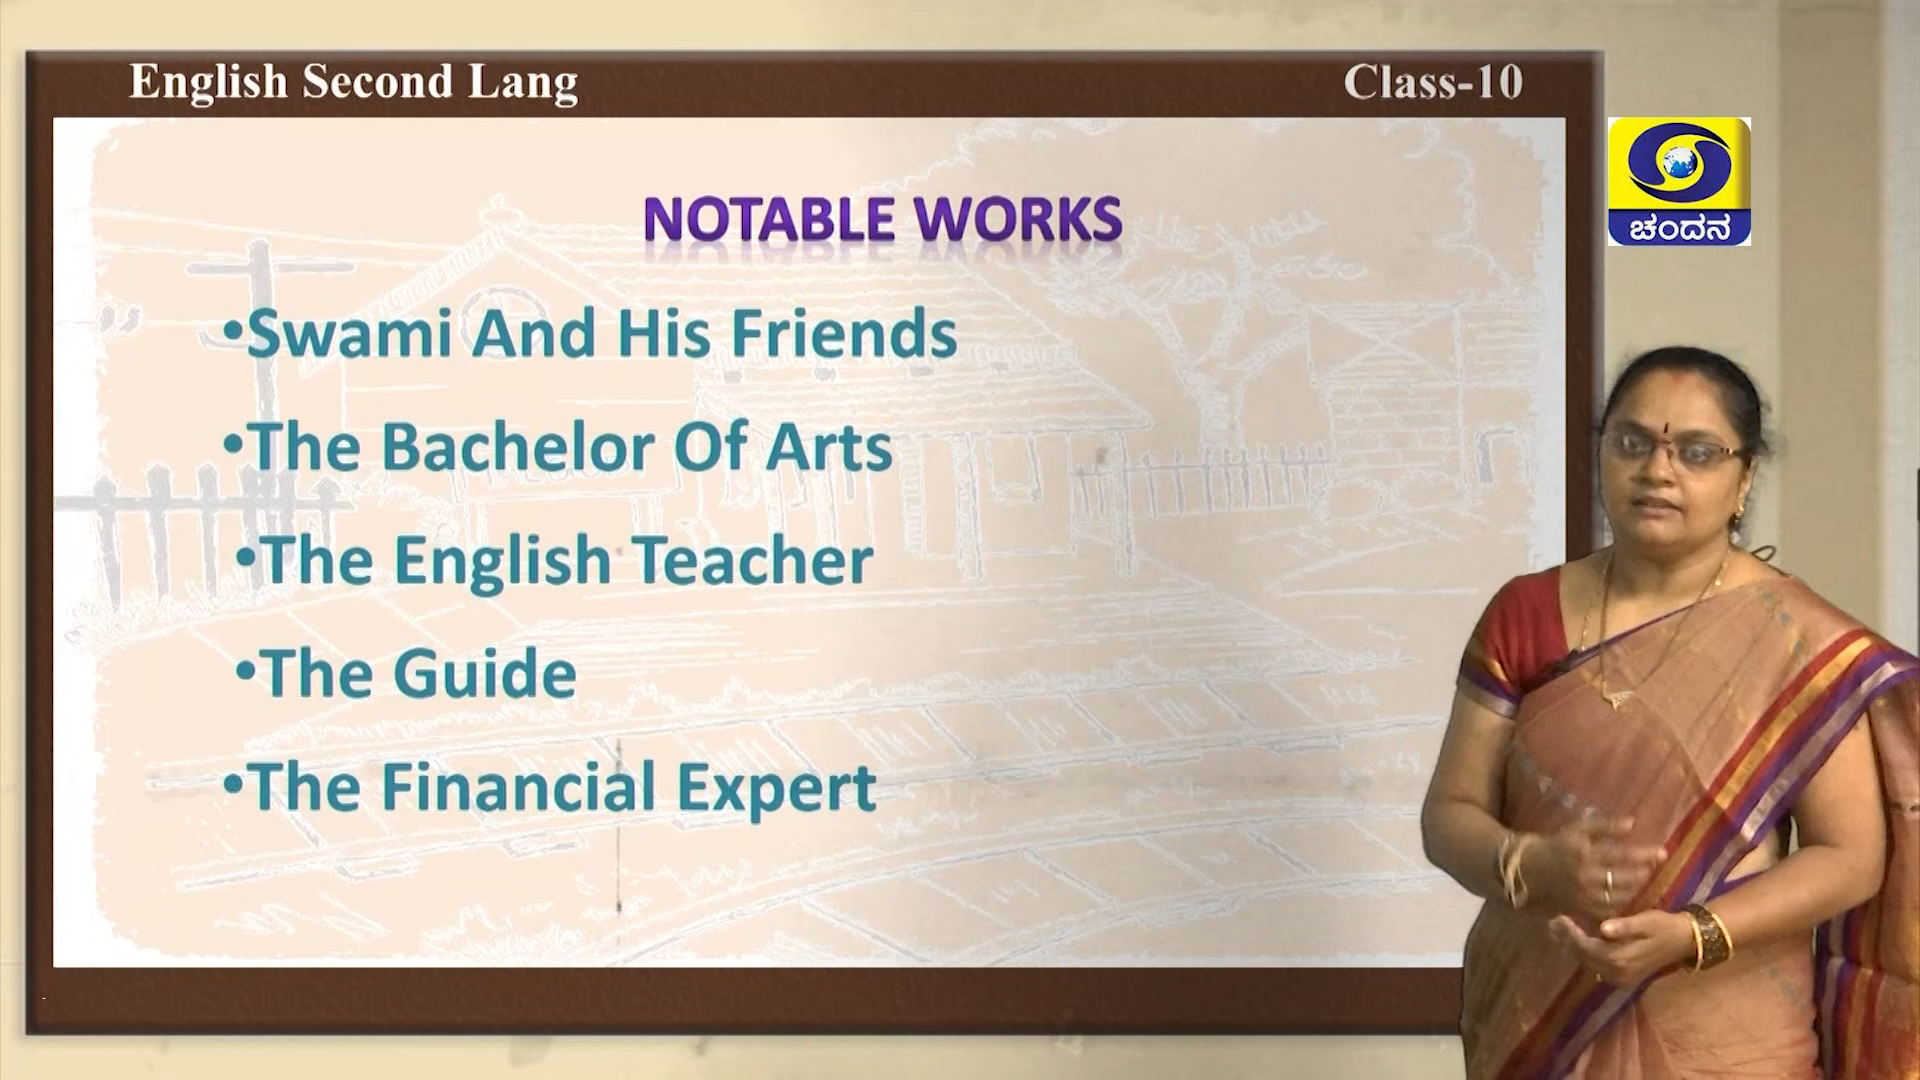 English Second Lang
Class-10
NOTABLE WORKS
•Swami And His Friends
•The Bachelor Of Arts
•The English Teacher
•The Guide
•The Financial Expert
ಚಂದನ